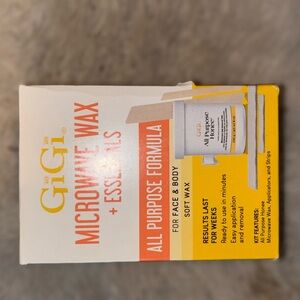 GiGi
MICROWAVE WAX
+ ESSENTIALS
ALL PURPOSE FORMULA
FOR FACE & BODY
SOFT WAX
RESULTS LAST
FOR WEEKS
Ready to use in minutes
Easy application
and removal
KIT FEATURES:
All Purpose Honee
Microwave Wax, Applicators, and Strips
GiGi
All Purpose
Honee